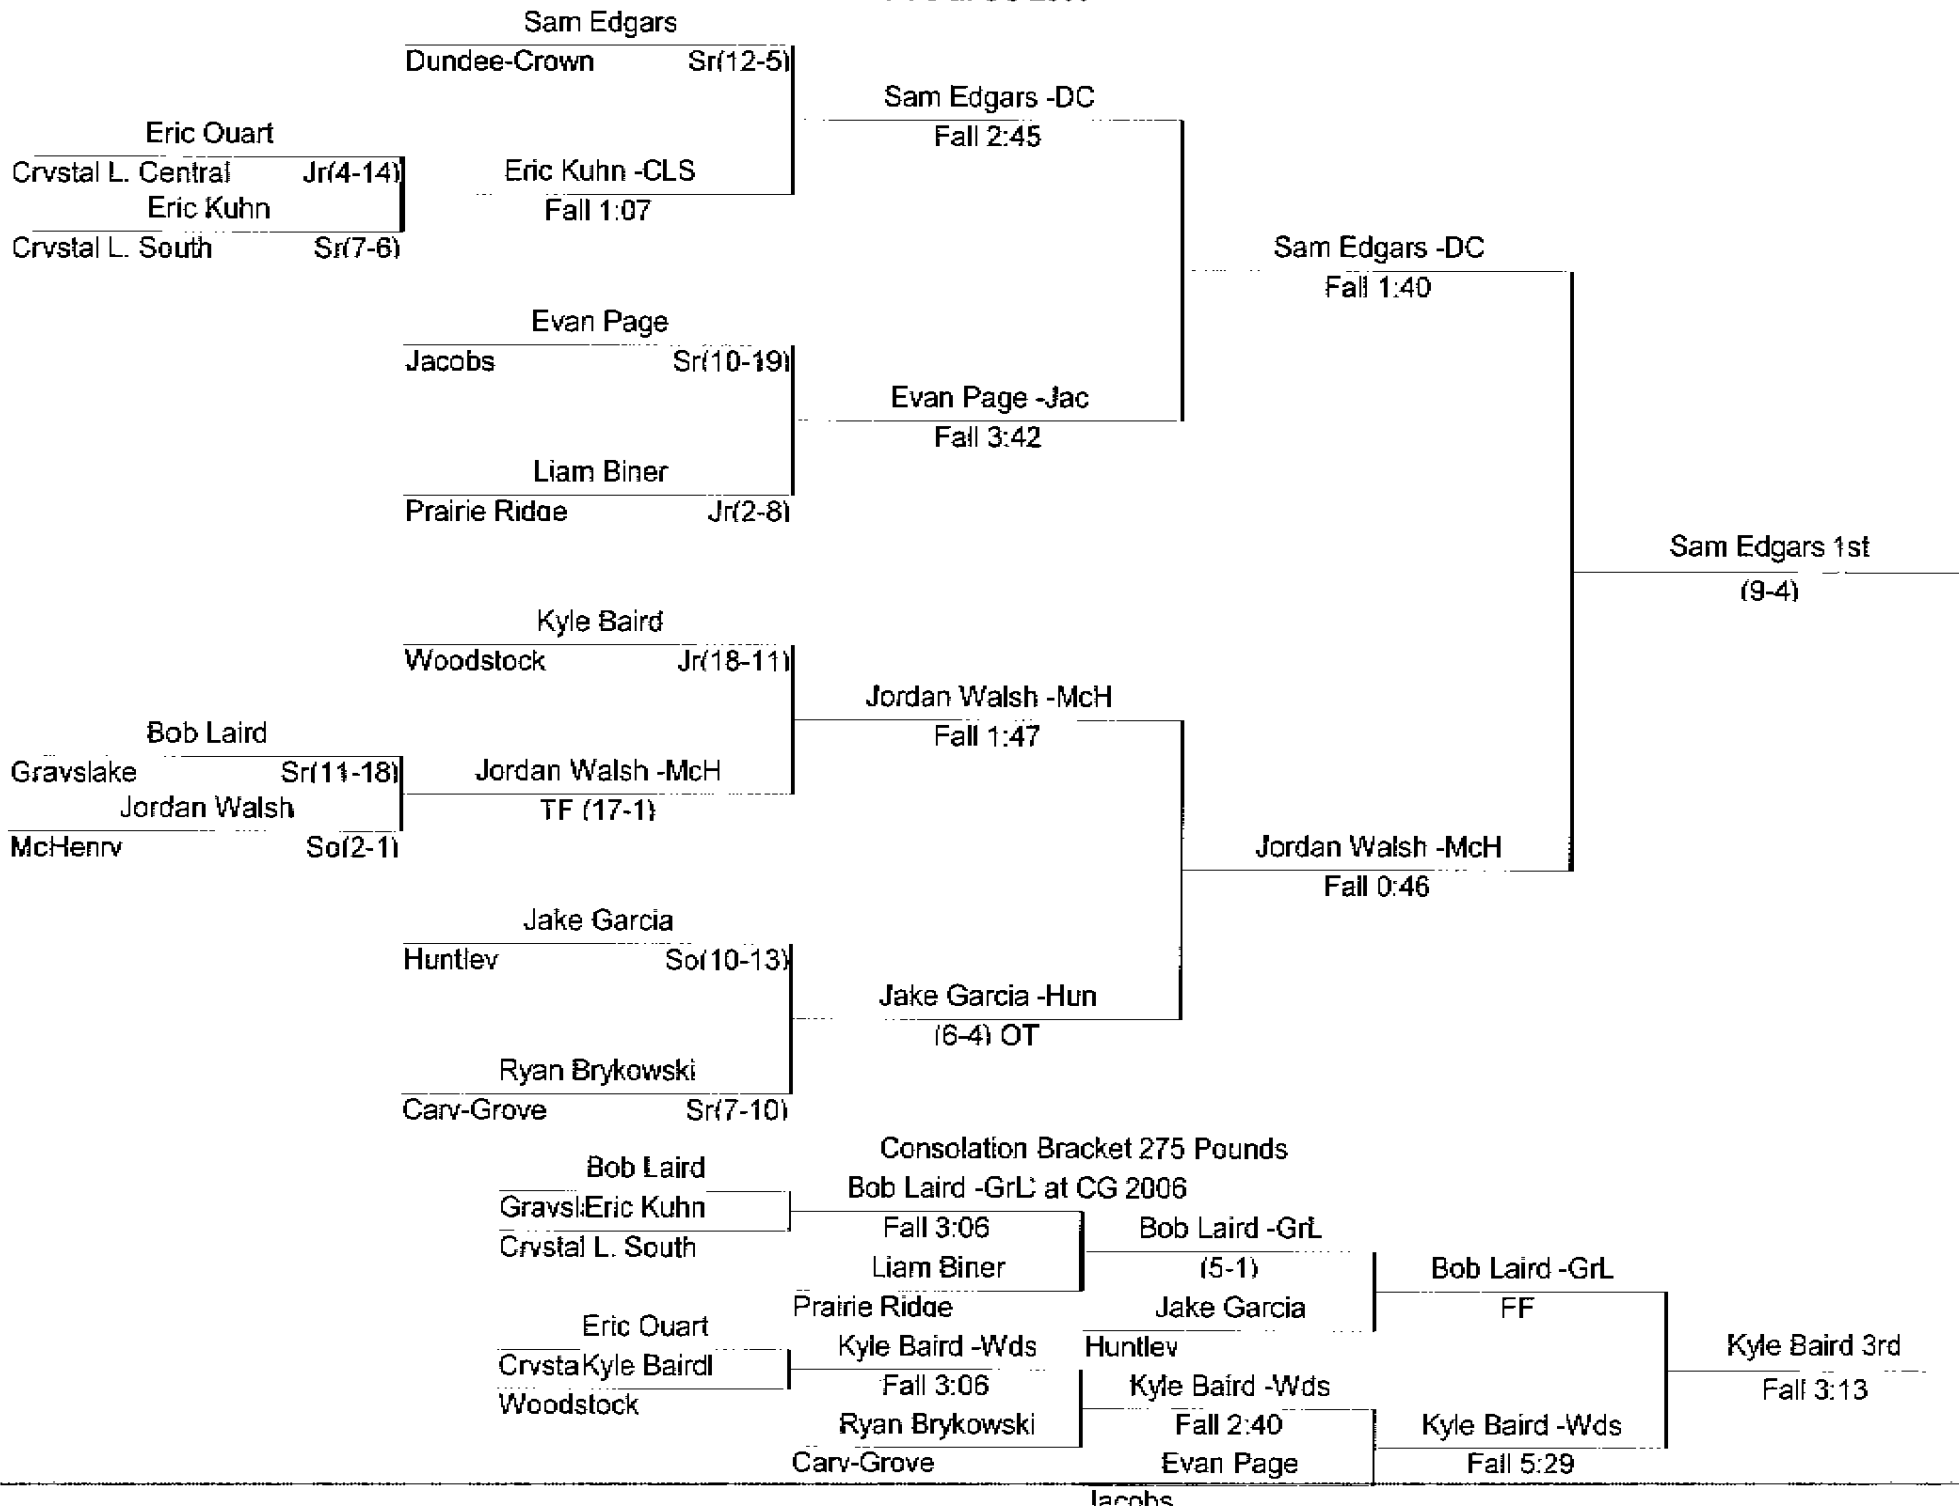 Sam Edgars
Dundee-Crown Sr(12-5)
Sam Edgars -DC
Fall 2:45
Eric Ouart
Crvstal L. Central Jr(4-14)
Eric Kuhn
Crvstal L. South Sr(7-6)
Eric Kuhn -CLS
Fall 1:07
Sam Edgars -DC
Fall 1:40
Evan Page
Jacobs Sr(10-19)
Evan Page -Jac
Fall 3:42
Liam Biner
Prairie Ridae Jr(2-8)
Sam Edgars 1st
(9-4)
Kyle Baird
Woodstock Jr(18-11)
Jordan Walsh -McH
Fall 1:47
Bob Laird
Gravslake Sr(11-18)
Jordan Walsh
McHenrv So(2-1)
Jordan Walsh -McH
TF (17-1)
Jordan Walsh -McH
Fall 0:46
Jake Garcia
Huntlev So(10-13)
Jake Garcia -Hun
(6-4) OT
Ryan Brykowski
Carv-Grove Sr(7-10)
Consolation Bracket 275 Pounds
Bob Laird
Gravsl Eric Kuhn
Crvstal L. South
Bob Laird -GrL at CG 2006
Fall 3:06
Liam Biner
Prairie Ridae
Bob Laird -GrL
(5-1)
Jake Garcia
Huntlev
Bob Laird -GrL
FF
Eric Ouart
Crvsta Kyle Bairdl
Woodstock
Kyle Baird -Wds
Fall 3:06
Ryan Brykowski
Carv-Grove
Kyle Baird -Wds
Fall 2:40
Evan Page
Jacobs
Kyle Baird -Wds
Fall 5:29
Kyle Baird 3rd
Fall 3:13